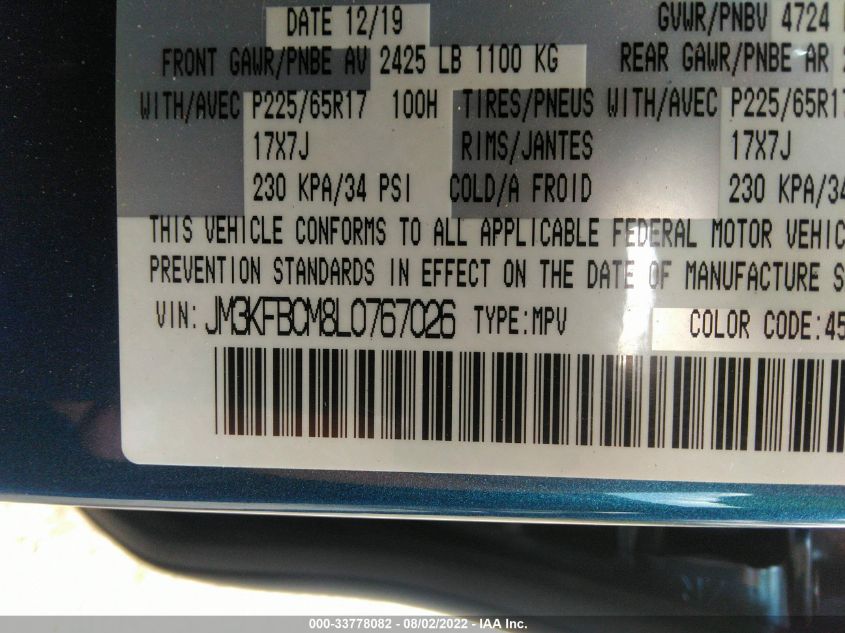 DATE 12/19 GVWR/PNBV 4724
FRONT GAWR/PNBE AV 2425 LB 1100 KG REAR GAWR/PNBE AR
WITH/AVEC P225/65R17 100H TIRES/PNEUS WITH/AVEC P225/65R17
17X7J RIMS/JANTES 17X7J
230 KPA/34 PSI COLD/A FROID 230 KPA/34
THIS VEHICLE CONFORMS TO ALL APPLICABLE FEDERAL MOTOR VEHIC
PREVENTION STANDARDS IN EFFECT ON THE DATE OF MANUFACTURE S
VIN: JM3KFBCM8L0767026 TYPE:MPV COLOR CODE:45
000-33778082 - 08/02/2022 - IAA Inc.